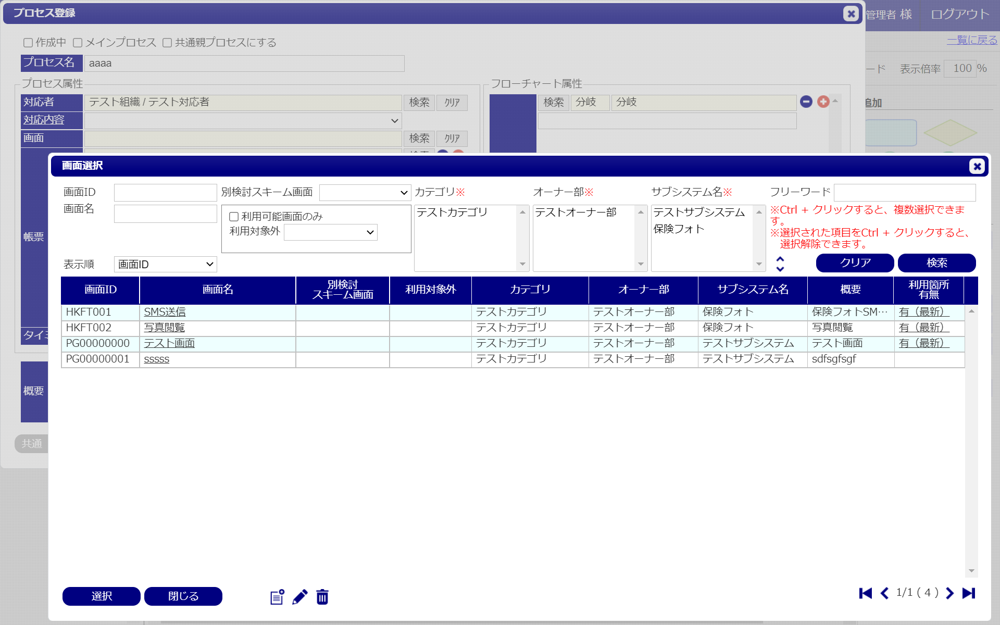 プロセス登録
管理者 様
ログアウト
一覧に戻る
作成中 メインプロセス 共通親プロセスにする
プロセス名 aaaa
ード 表示倍率 100 %
プロセス属性
フローチャート属性
対応者 テスト組織 / テスト対応者 検索 クリア
検索 分岐 分岐
追加
対応内容
画面 検索 クリア
帳票
タイミ
概要
共通
画面選択
画面ID
別検討スキーム画面
カテゴリ※
オーナー部※
サブシステム名※
フリーワード
画面名
利用可能画面のみ
利用対象外
テストカテゴリ
テストオーナー部
テストサブシステム
保険フォト
※Ctrl + クリックすると、複数選択できま
す。
※選択された項目をCtrl + クリックすると、
選択解除できます。
表示順 画面ID
クリア 検索
画面ID 画面名 別検討
スキーム画面 利用対象外 カテゴリ オーナー部 サブシステム名 概要 利用箇所
有無
HKFT001 SMS送信 テストカテゴリ テストオーナー部 保険フォト 保険フォトSM… 有（最新）
HKFT002 写真閲覧 テストカテゴリ テストオーナー部 保険フォト 写真閲覧 有（最新）
PG00000000 テスト画面 テストカテゴリ テストオーナー部 テストサブシステム テスト画面 有（最新）
PG00000001 sssss テストカテゴリ テストオーナー部 テストサブシステム sdfsgfsgf
選択 閉じる
1/1 ( 4 )